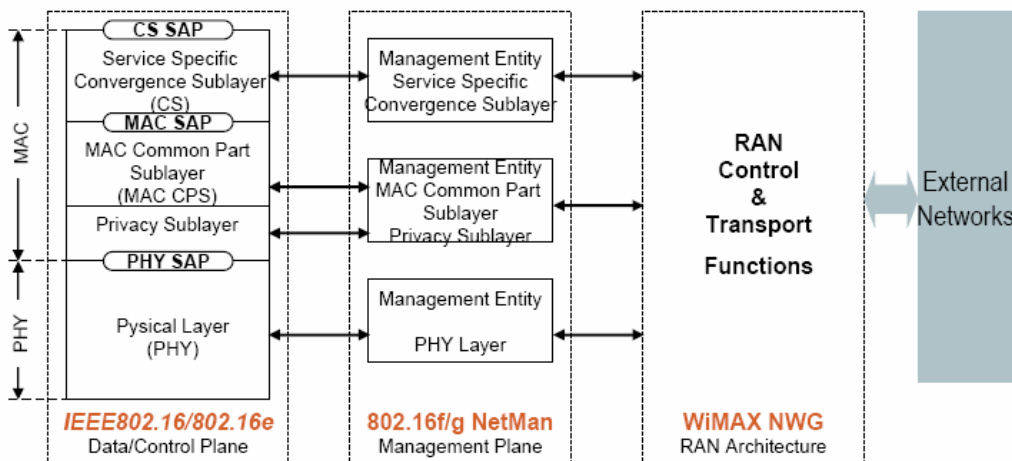 CS SAP
Service Specific
Convergence Sublayer
(CS)
MAC SAP
MAC Common Part
Sublayer
(MAC CPS)
Privacy Sublayer
PHY SAP
Pysical Layer
(PHY)
MAC
PHY
IEEE802.16/802.16e
Data/Control Plane
Management Entity
Service Specific
Convergence Sublayer
Management Entity
MAC Common Part
Sublayer
Privacy Sublayer
Management Entity
PHY Layer
802.16f/g NetMan
Management Plane
RAN
Control
&
Transport
Functions
WiMAX NWG
RAN Architecture
External
Networks